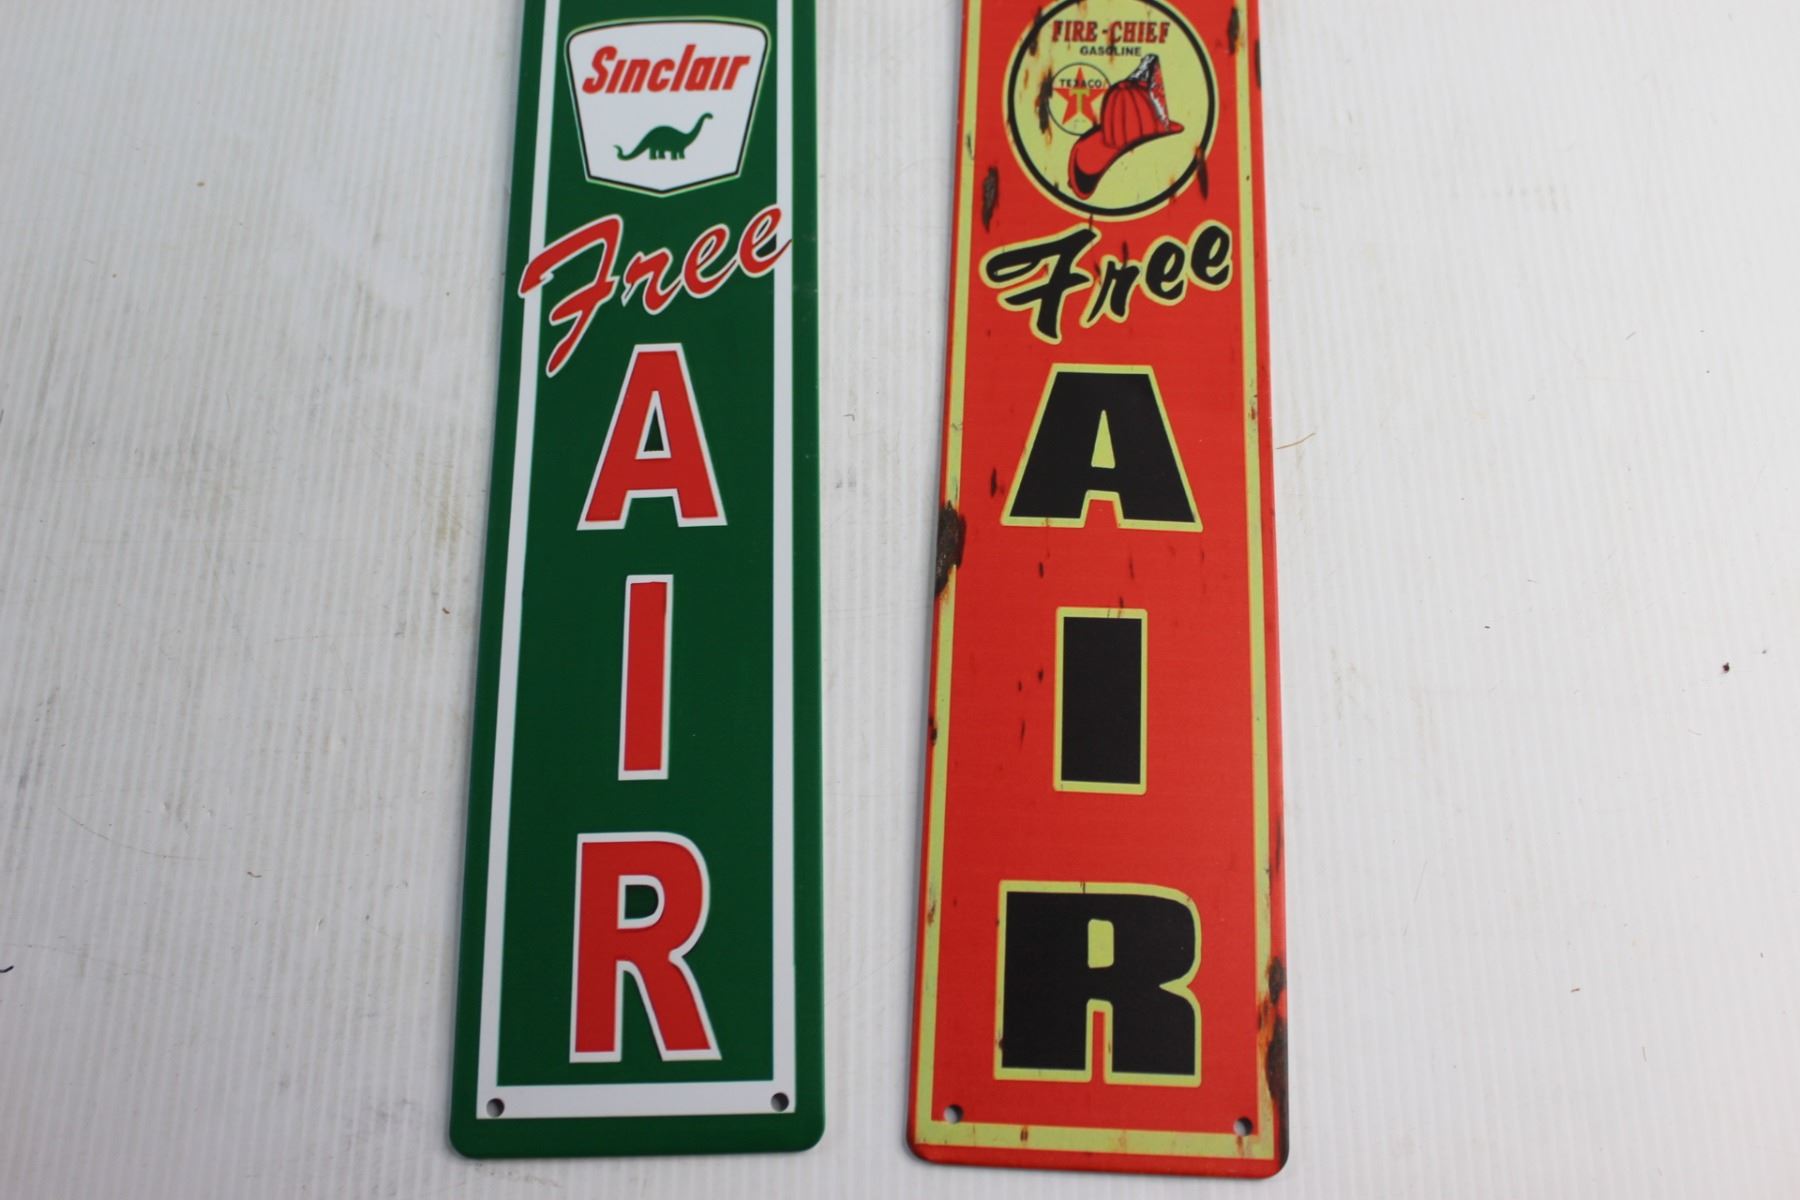 Sinclair
Free
A
I
R
FIRE-CHIEF
GASOLINE
TEXACO
T
Free
A
I
R